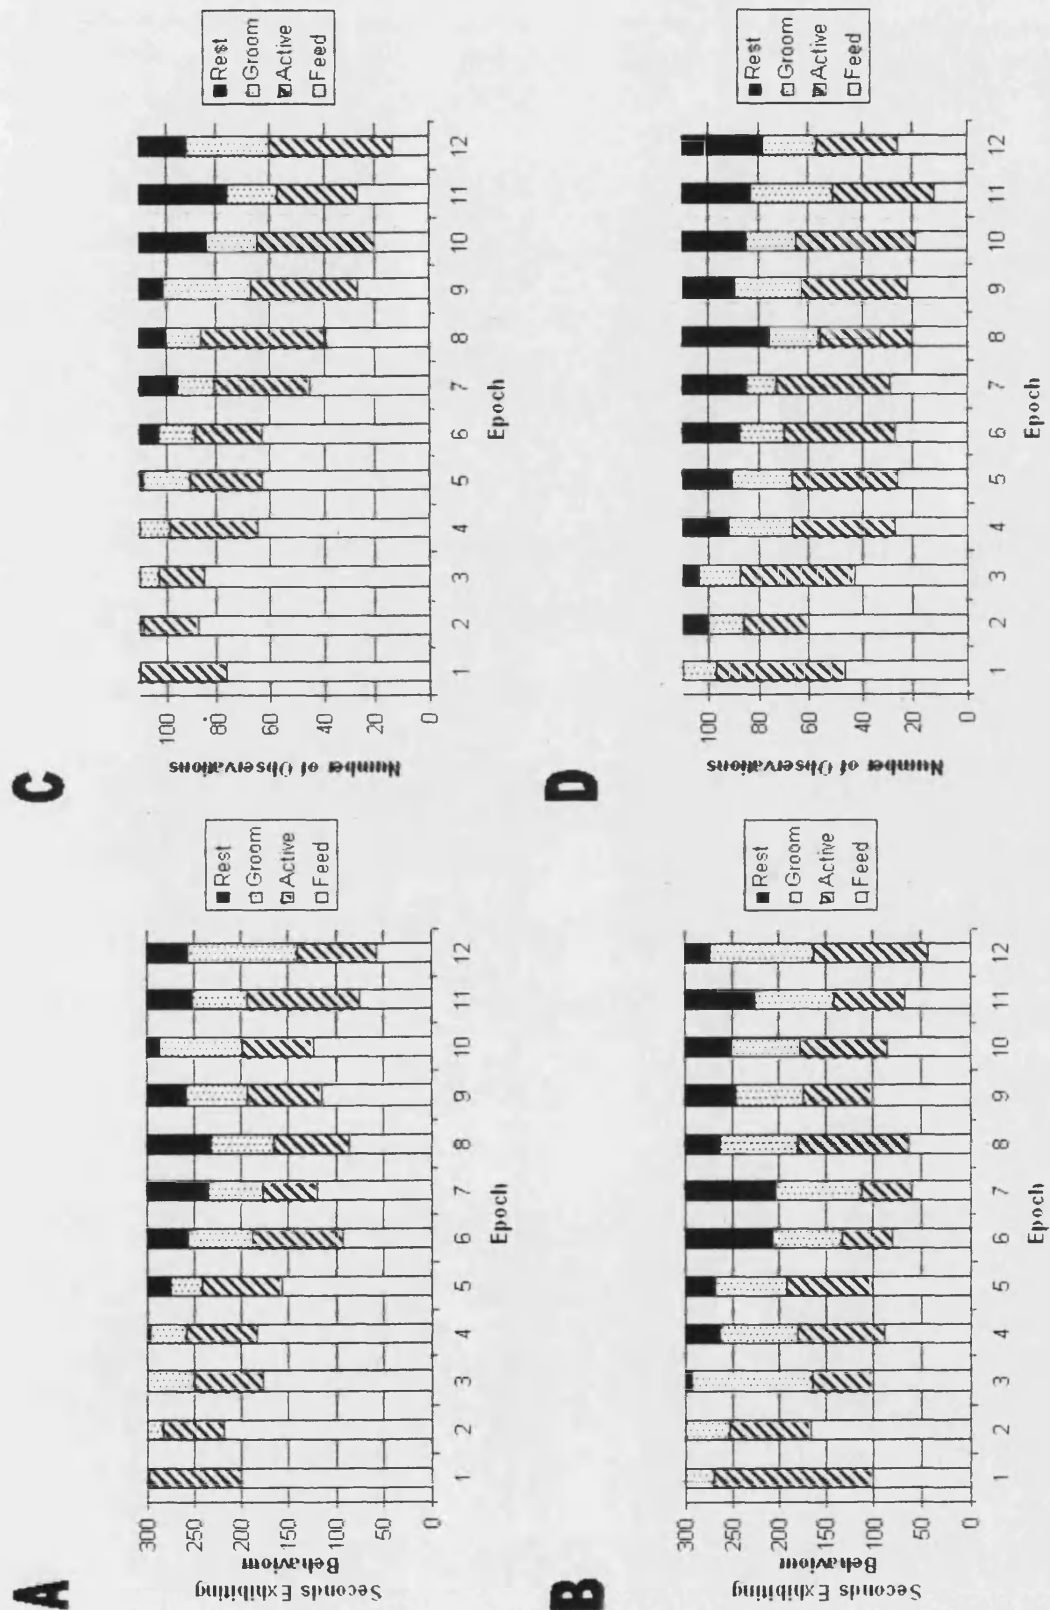 A
Seconds Exhibiting
Behaviour
300
250
200
150
100
50
0
1 2 3 4 5 6 7 8 9 10 11 12
Epoch
Rest
Groom
Active
Feed
C
Number of Observations
100
80
60
40
20
0
1 2 3 4 5 6 7 8 9 10 11 12
Epoch
Rest
Groom
Active
Feed
B
Seconds Exhibiting
Behaviour
300
250
200
150
100
50
0
1 2 3 4 5 6 7 8 9 10 11 12
Epoch
Rest
Groom
Active
Feed
D
Number of Observations
100
80
60
40
20
0
1 2 3 4 5 6 7 8 9 10 11 12
Epoch
Rest
Groom
Active
Feed